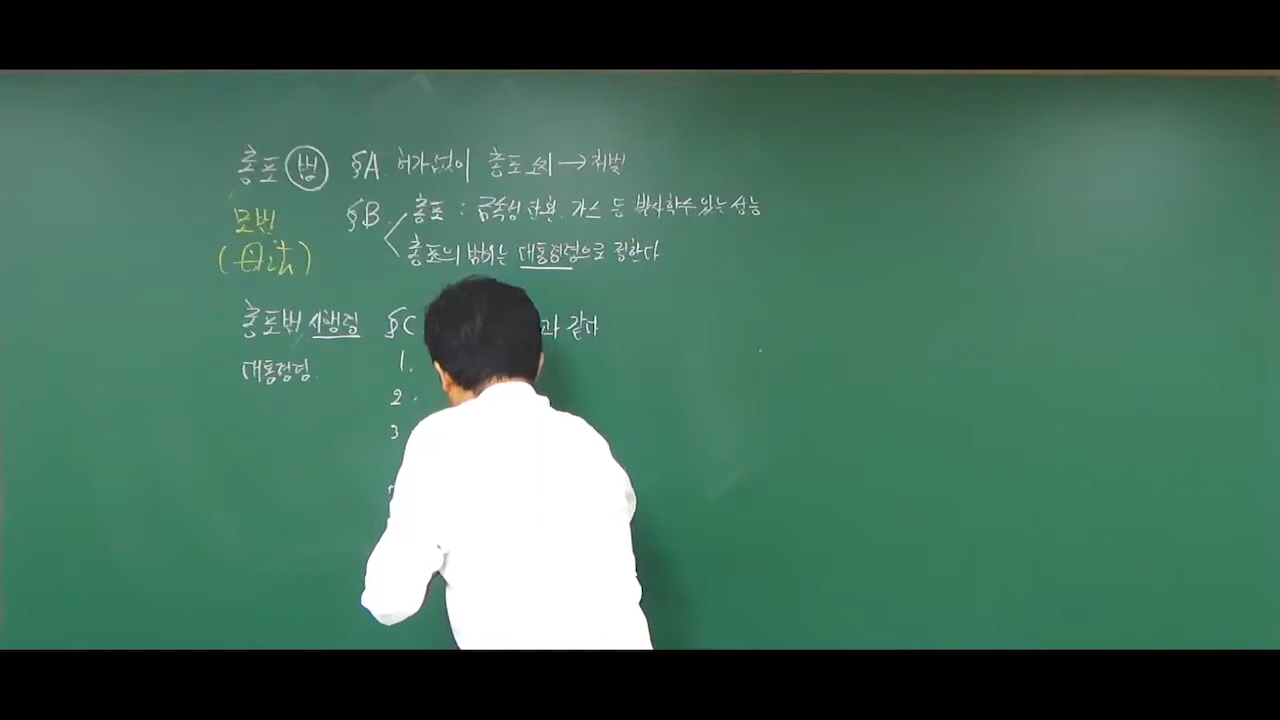 총포 법 §A 허가없이 총포 소지 → 처벌
모법 §B 총포 : 금속성 탄환. 가스 등 발사할 수 있는 성능
(母法) 총포의 범위는 대통령령으로 정한다
총포법 시행령 §C 과 같다
대통령령. 1.
2.
3